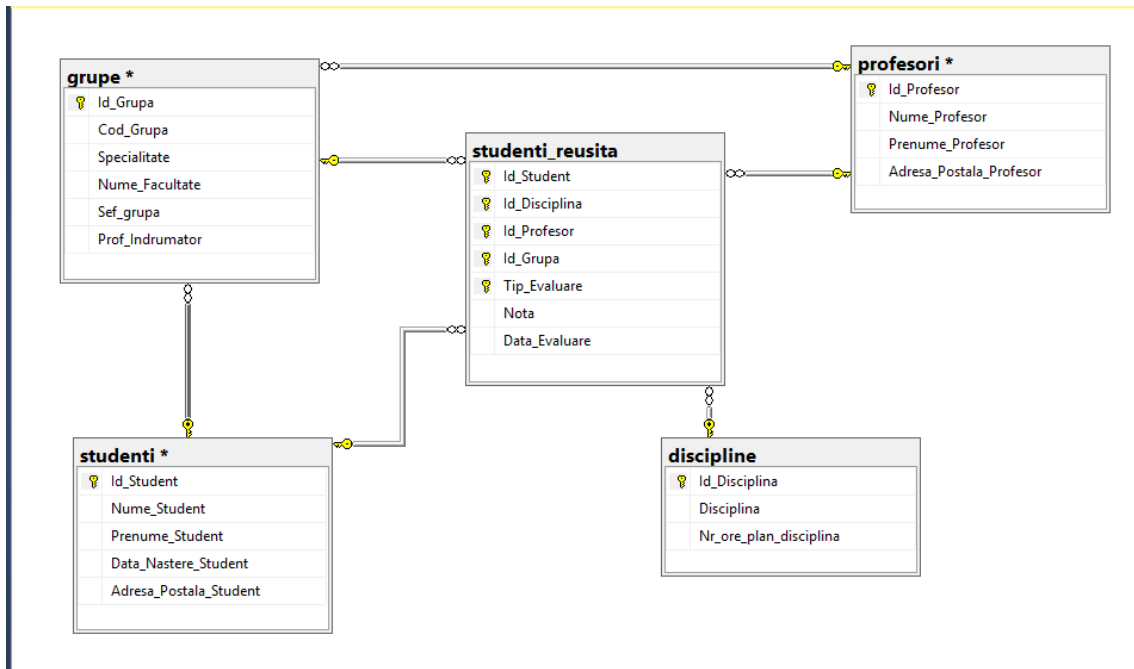 grupe *
Id_Grupa
Cod_Grupa
Specialitate
Nume_Facultate
Sef_grupa
Prof_Indrumator
profesori *
Id_Profesor
Nume_Profesor
Prenume_Profesor
Adresa_Postala_Profesor
studenti_reusita
Id_Student
Id_Disciplina
Id_Profesor
Id_Grupa
Tip_Evaluare
Nota
Data_Evaluare
studenti *
Id_Student
Nume_Student
Prenume_Student
Data_Nastere_Student
Adresa_Postala_Student
discipline
Id_Disciplina
Disciplina
Nr_ore_plan_disciplina